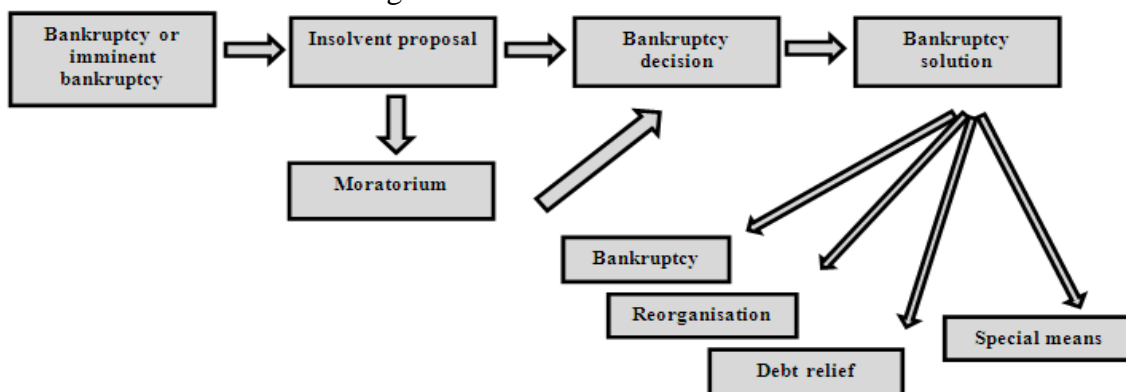 Bankruptcy or
imminent
bankruptcy
Insolvent proposal
Bankruptcy
decision
Bankruptcy
solution
Moratorium
Bankruptcy
Reorganisation
Debt relief
Special means